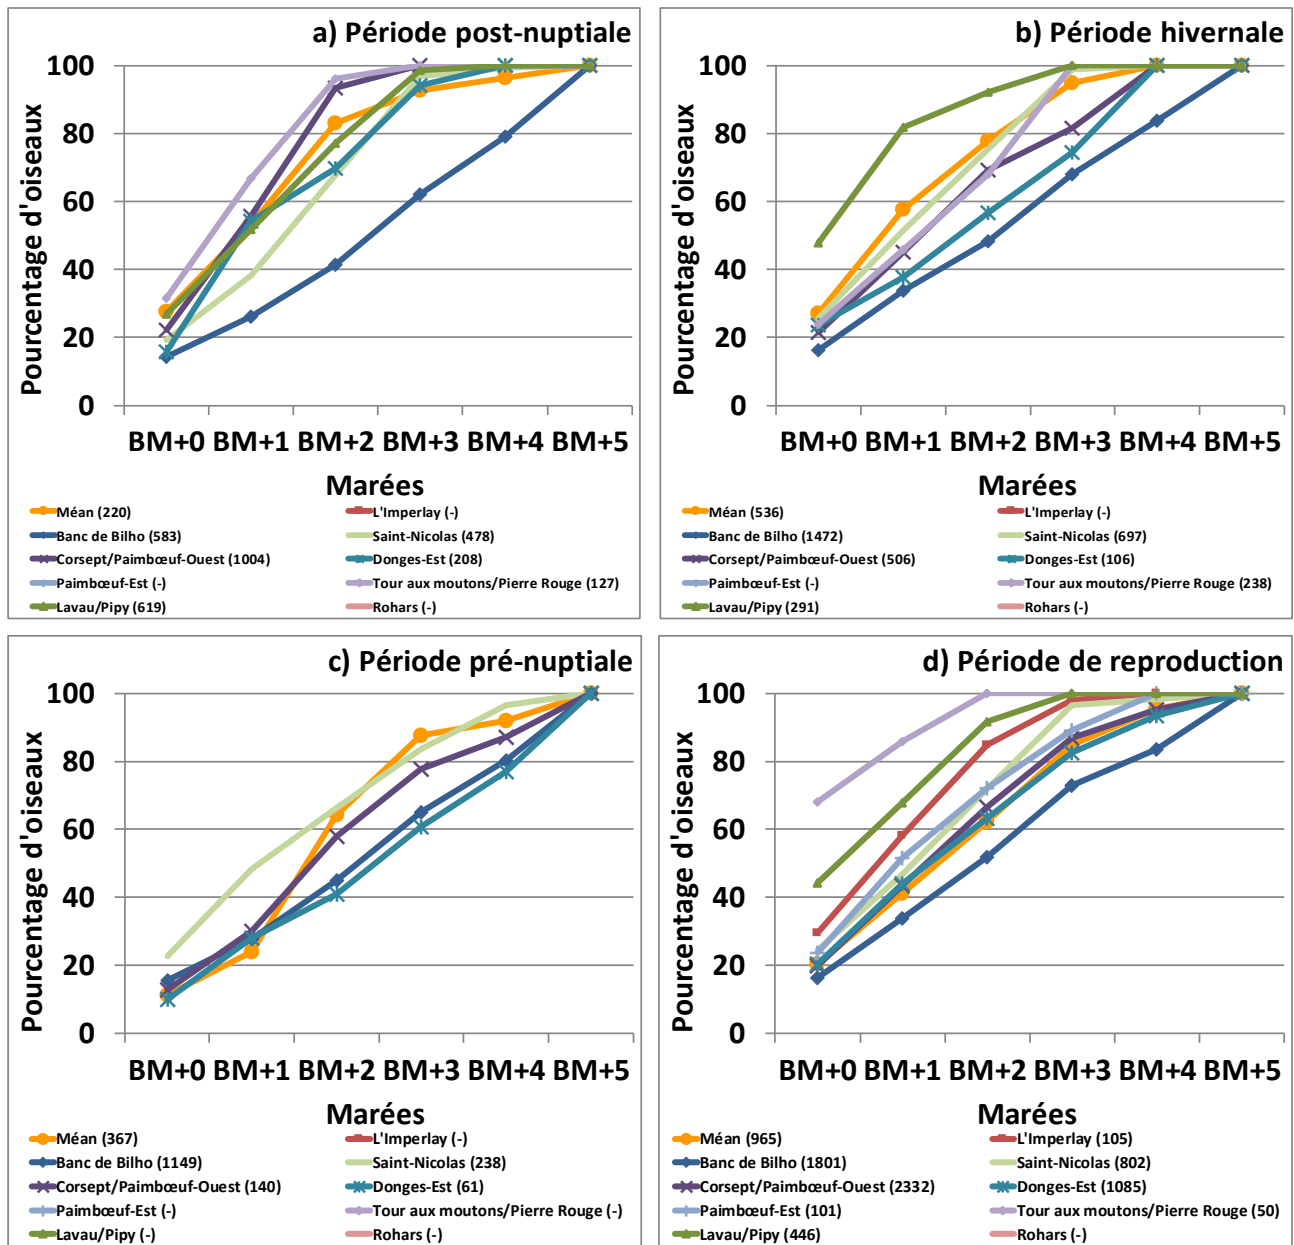 a) Période post-nuptiale
Pourcentage d'oiseaux
100
80
60
40
20
0
BM+0 BM+1 BM+2 BM+3 BM+4 BM+5
Marées
Méan (220) L'Imperlay (-)
Banc de Bilho (583) Saint-Nicolas (478)
Corsept/Paimbœuf-Ouest (1004) Donges-Est (208)
Paimbœuf-Est (-) Tour aux moutons/Pierre Rouge (127)
Lavau/Pipy (619) Rohars (-)
b) Période hivernale
Pourcentage d'oiseaux
100
80
60
40
20
0
BM+0 BM+1 BM+2 BM+3 BM+4 BM+5
Marées
Méan (536) L'Imperlay (-)
Banc de Bilho (1472) Saint-Nicolas (697)
Corsept/Paimbœuf-Ouest (506) Donges-Est (106)
Paimbœuf-Est (-) Tour aux moutons/Pierre Rouge (238)
Lavau/Pipy (291) Rohars (-)
c) Période pré-nuptiale
Pourcentage d'oiseaux
100
80
60
40
20
0
BM+0 BM+1 BM+2 BM+3 BM+4 BM+5
Marées
Méan (367) L'Imperlay (-)
Banc de Bilho (1149) Saint-Nicolas (238)
Corsept/Paimbœuf-Ouest (140) Donges-Est (61)
Paimbœuf-Est (-) Tour aux moutons/Pierre Rouge (-)
Lavau/Pipy (-) Rohars (-)
d) Période de reproduction
Pourcentage d'oiseaux
100
80
60
40
20
0
BM+0 BM+1 BM+2 BM+3 BM+4 BM+5
Marées
Méan (965) L'Imperlay (105)
Banc de Bilho (1801) Saint-Nicolas (802)
Corsept/Paimbœuf-Ouest (2332) Donges-Est (1085)
Paimbœuf-Est (101) Tour aux moutons/Pierre Rouge (50)
Lavau/Pipy (446) Rohars (-)